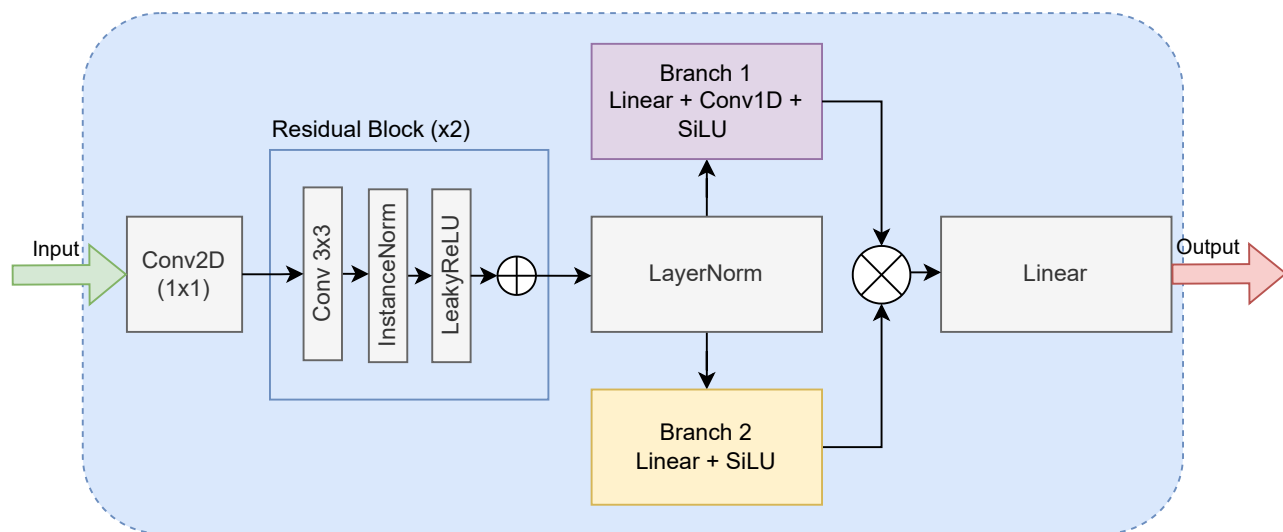 Input
Conv2D
(1x1)
Residual Block (x2)
Conv 3x3
InstanceNorm
LeakyReLU
LayerNorm
Branch 1
Linear + Conv1D +
SiLU
Branch 2
Linear + SiLU
Linear
Output